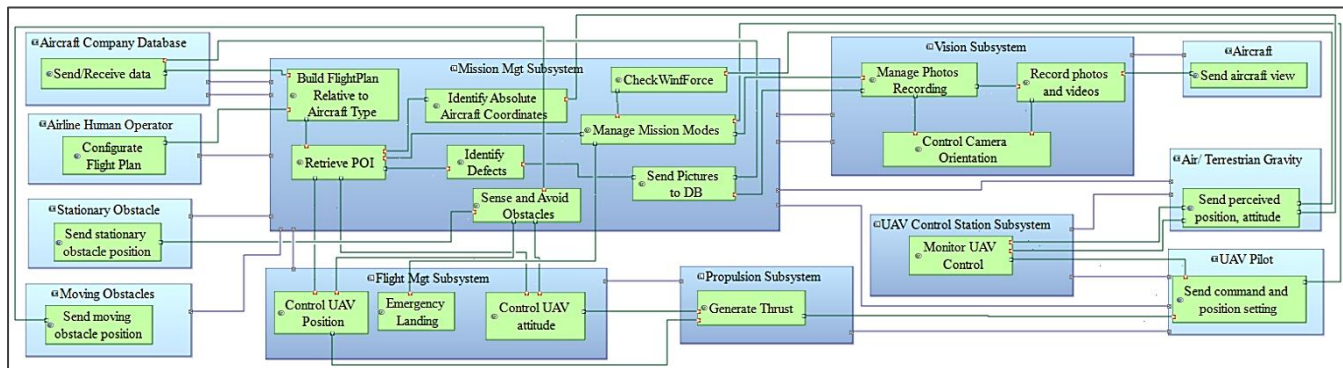 Aircraft Company Database
Send/Receive data
Airline Human Operator
Configurate
Flight Plan
Stationary Obstacle
Send stationary
obstacle position
Moving Obstacles
Send moving
obstacle position
Mission Mgt Subsystem
Build FlightPlan
Relative to
Aircraft Type
Identify Absolute
Aircraft Coordinates
CheckWinfForce
Manage Mission Modes
Retrieve POI
Identify
Defects
Send Pictures
to DB
Sense and Avoid
Obstacles
Flight Mgt Subsystem
Control UAV
Position
Emergency
Landing
Control UAV
attitude
Propulsion Subsystem
Generate Thrust
Vision Subsystem
Manage Photos
Recording
Record photos
and videos
Control Camera
Orientation
UAV Control Station Subsystem
Monitor UAV
Control
Aircraft
Send aircraft view
Air/ Terrestrian Gravity
Send perceived
position, attitude
UAV Pilot
Send command and
position setting